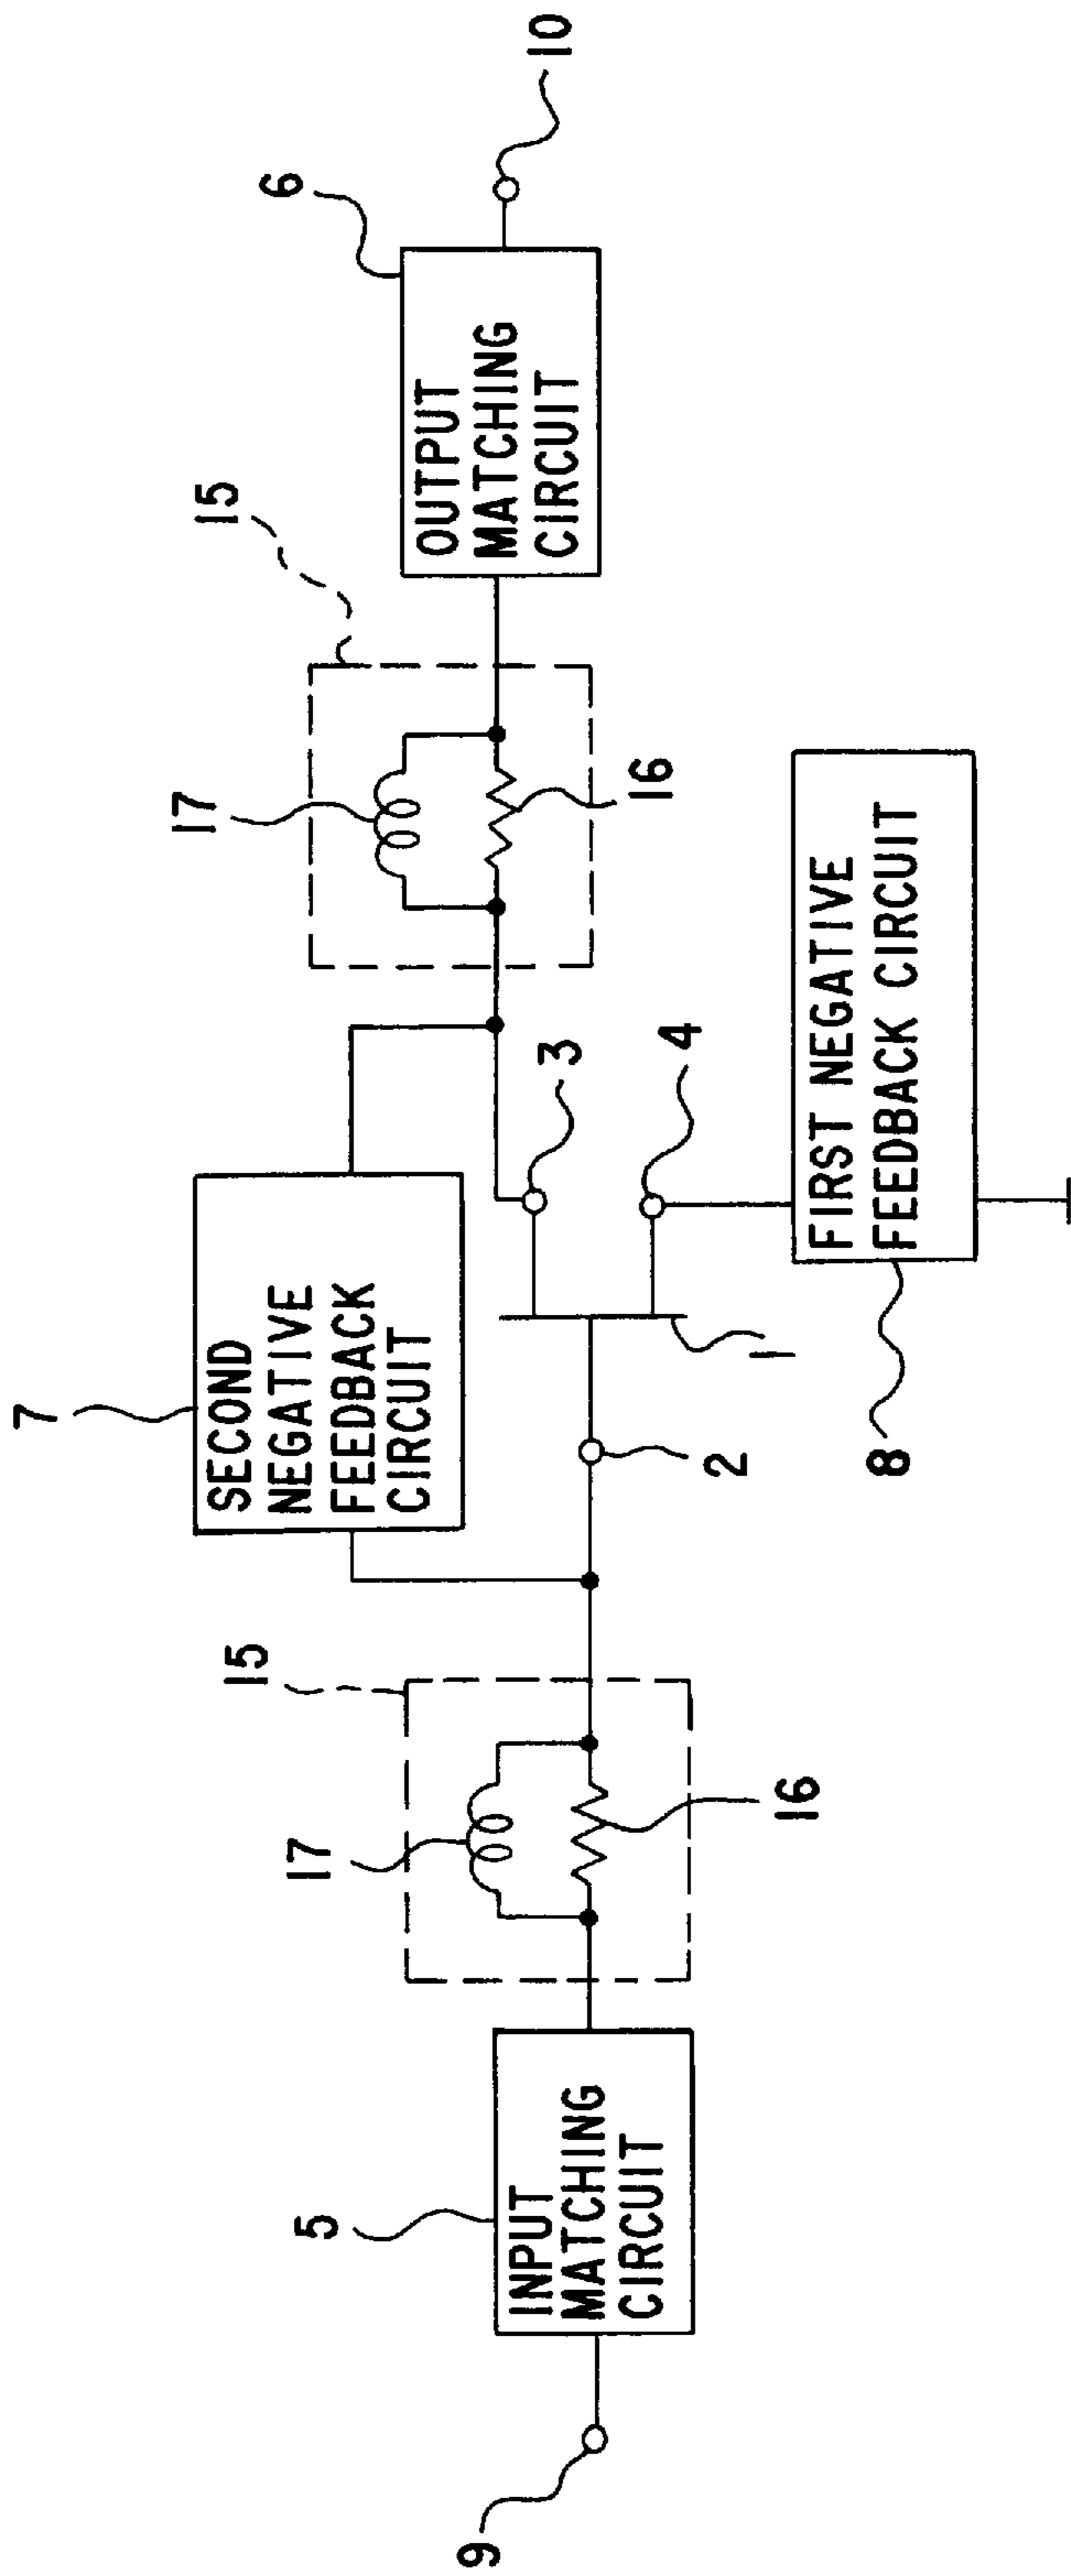 7
SECOND
NEGATIVE
FEEDBACK
CIRCUIT
15
17
16
6
OUTPUT
MATCHING
CIRCUIT
10
15
17
16
5
INPUT
MATCHING
CIRCUIT
9
2
3
4
1
8
FIRST NEGATIVE
FEEDBACK CIRCUIT